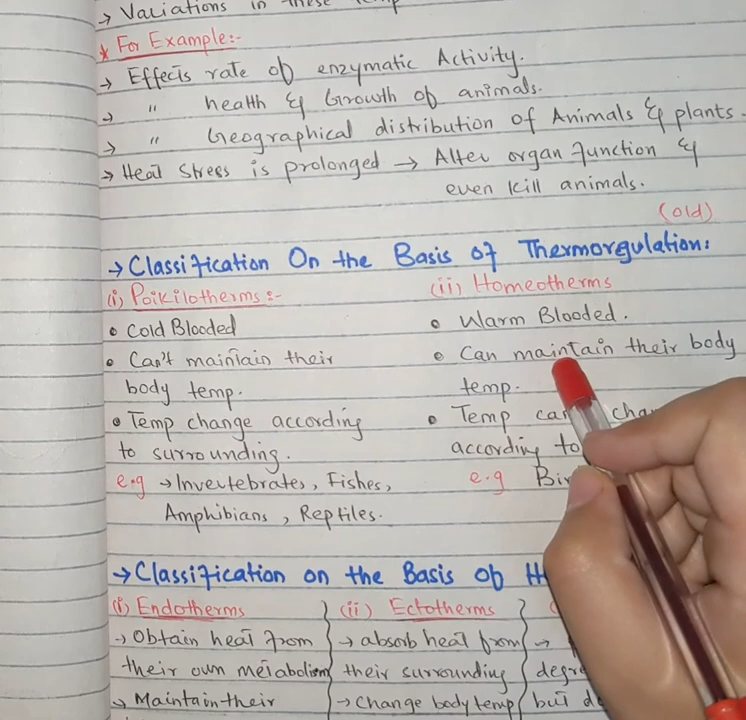 → Variations in these temp
* For Example:-
→ Effects rate of enzymatic Activity.
→ " health & Growth of animals.
→ " Geographical distribution of Animals & plants.
→ Heat stress is prolonged → Alter organ function &
even kill animals.
(old)
→ Classification On the Basis of Thermoregulation:
(i) Poikilotherms:-
• Cold Blooded
• Can't maintain their
body temp.
• Temp change according
to surrounding.
e.g → Invertebrates, Fishes,
Amphibians, Reptiles.
(ii) Homeotherms
• Warm Blooded.
• Can maintain their body
temp.
• Temp
according to
e.g
→ Classification on the Basis of
(i) Endotherms
→ Obtain heat from
their own metabolism
→ Maintain their
(ii) Ectotherms
→ absorb heat from
their surrounding
→ Change body temp
but